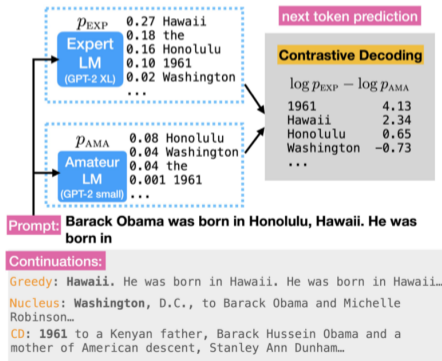 next token prediction
pEXP
Expert
LM
(GPT-2 XL)
0.27 Hawaii
0.18 the
0.16 Honolulu
0.10 1961
0.02 Washington
...
pAMA
Amateur
LM
(GPT-2 small)
0.08 Honolulu
0.04 Washington
0.04 the
0.001 1961
...
Contrastive Decoding
log pEXP − log pAMA
1961 4.13
Hawaii 2.34
Honolulu 0.65
Washington −0.73
...
Prompt: Barack Obama was born in Honolulu, Hawaii. He was
born in
Continuations:
Greedy: Hawaii. He was born in Hawaii. He was born in Hawaii…
Nucleus: Washington, D.C., to Barack Obama and Michelle
Robinson…
CD: 1961 to a Kenyan father, Barack Hussein Obama and a
mother of American descent, Stanley Ann Dunham…